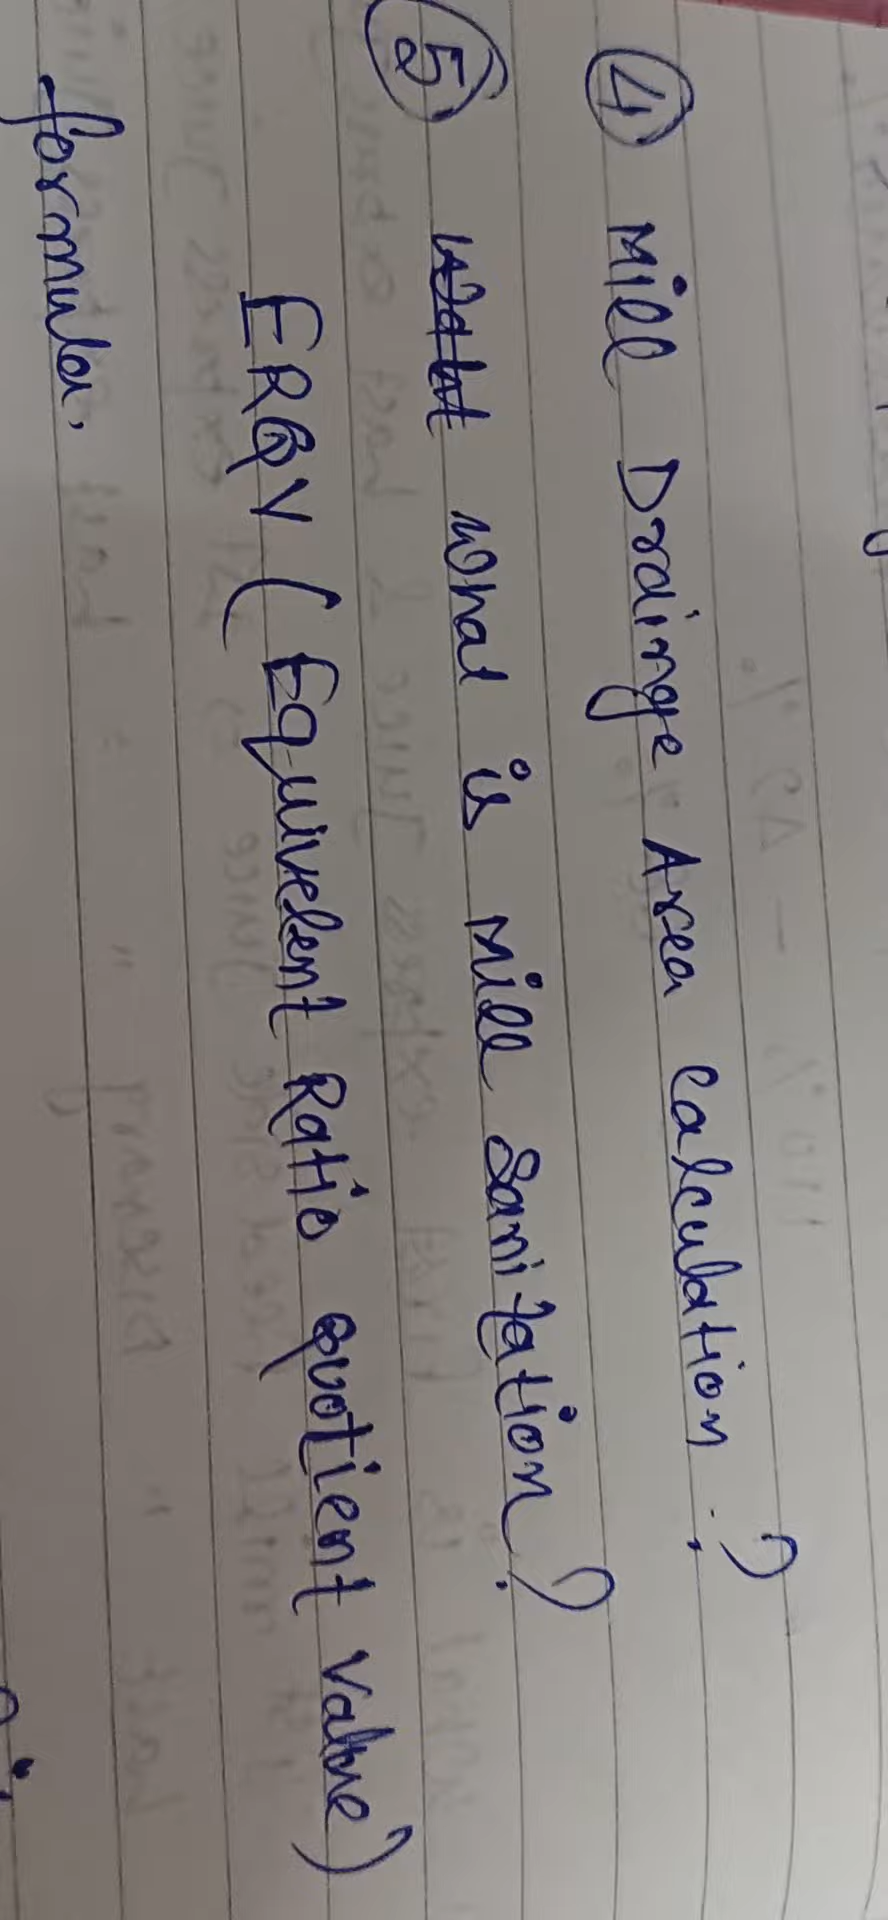 ④ Mill Drainge Area Calculation ?
⑤ what is Mill Sanitation ?
ERQV ( Equivelent Ratio quotient value )
formula,